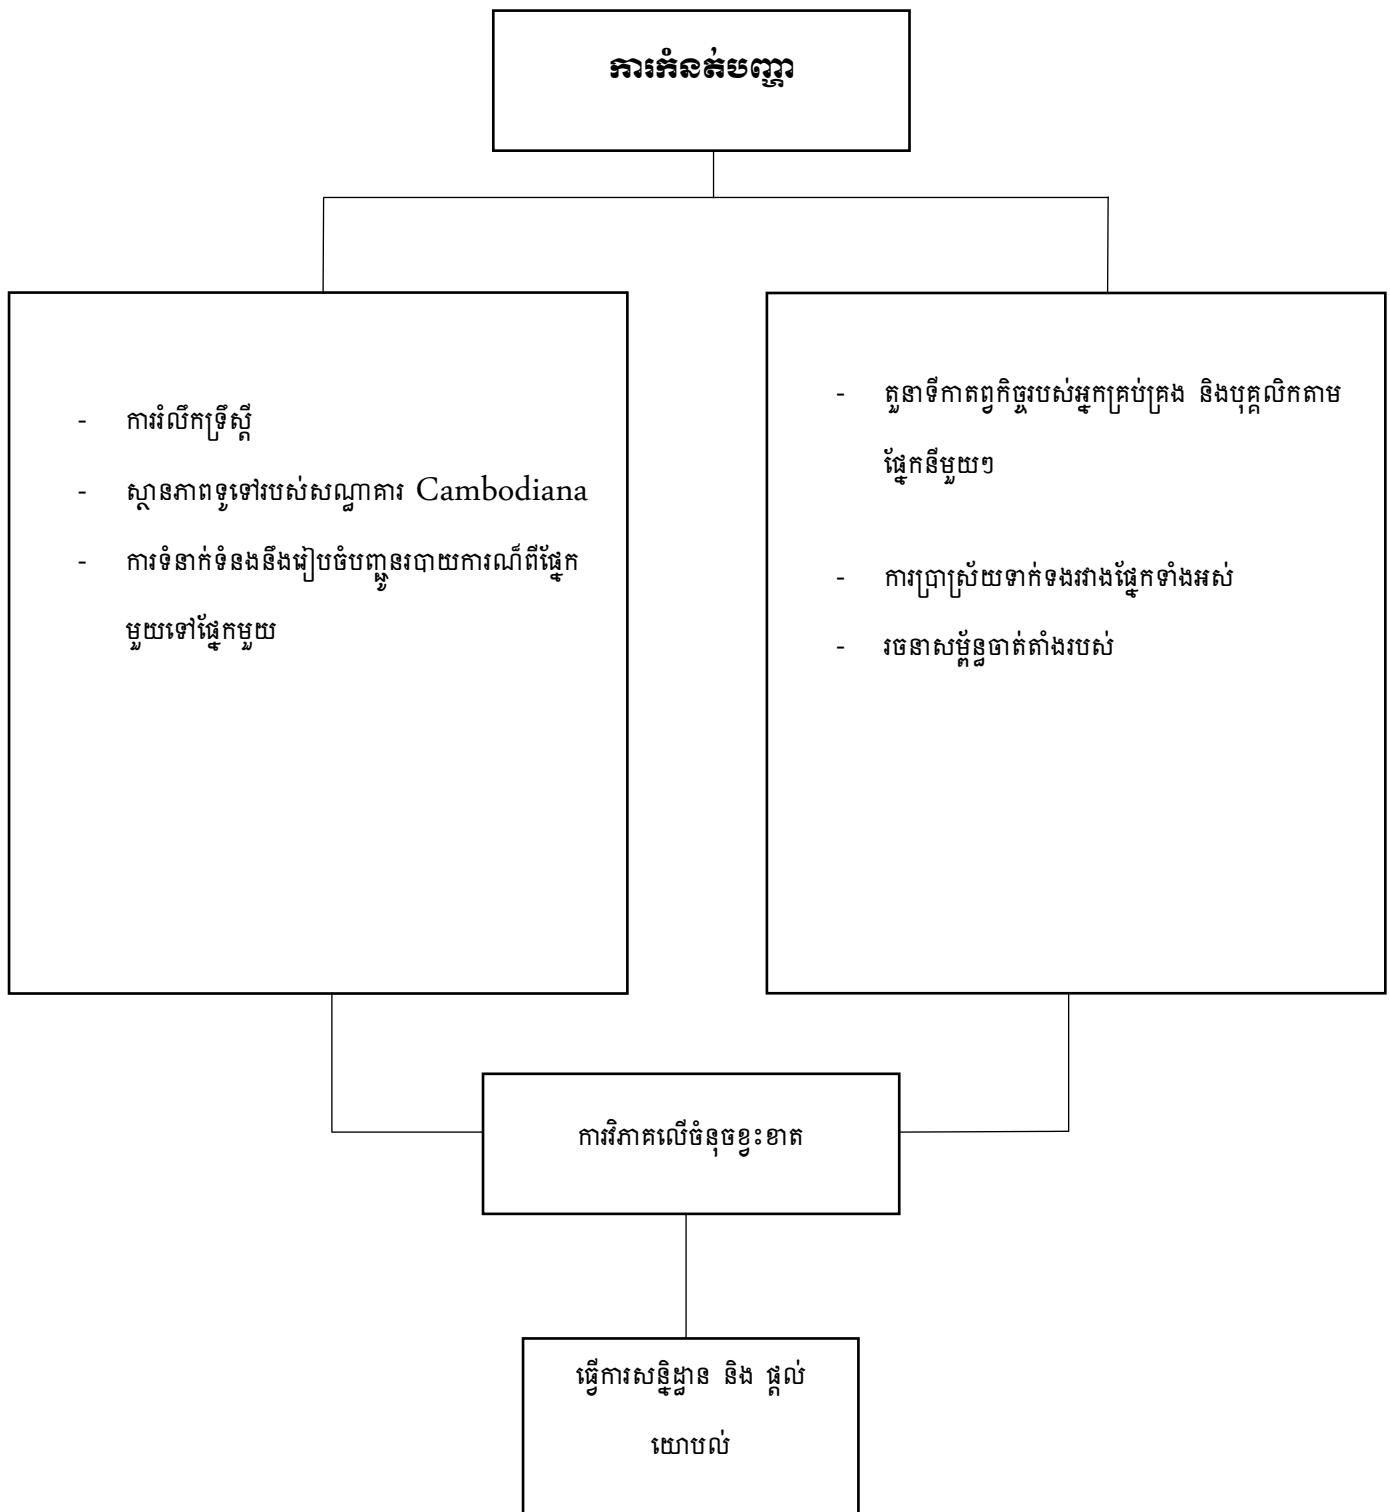 ការកំនត់បញ្ហា
- ការរំលឹកទ្រឹស្តី
- ស្ថានភាពទូទៅរបស់សណ្ឋាគារ Cambodiana
- ការទំនាក់ទំនងនឹងរៀបចំបញ្ជូនរបាយការណ៏ពីផ្នែក
មួយទៅផ្នែកមួយ
- តួនាទីកាតព្វកិច្ចរបស់អ្នកគ្រប់គ្រង និងបុគ្គលិកតាម
ផ្នែកនីមួយៗ
- ការប្រាស្រ័យទាក់ទងរវាងផ្នែកទាំងអស់
- រចនាសម្ព័ន្ធចាត់តាំងរបស់
ការវិភាគលើចំនុចខ្វះខាត
ធ្វើការសន្និដ្ឋាន និង ផ្តល់
យោបល់